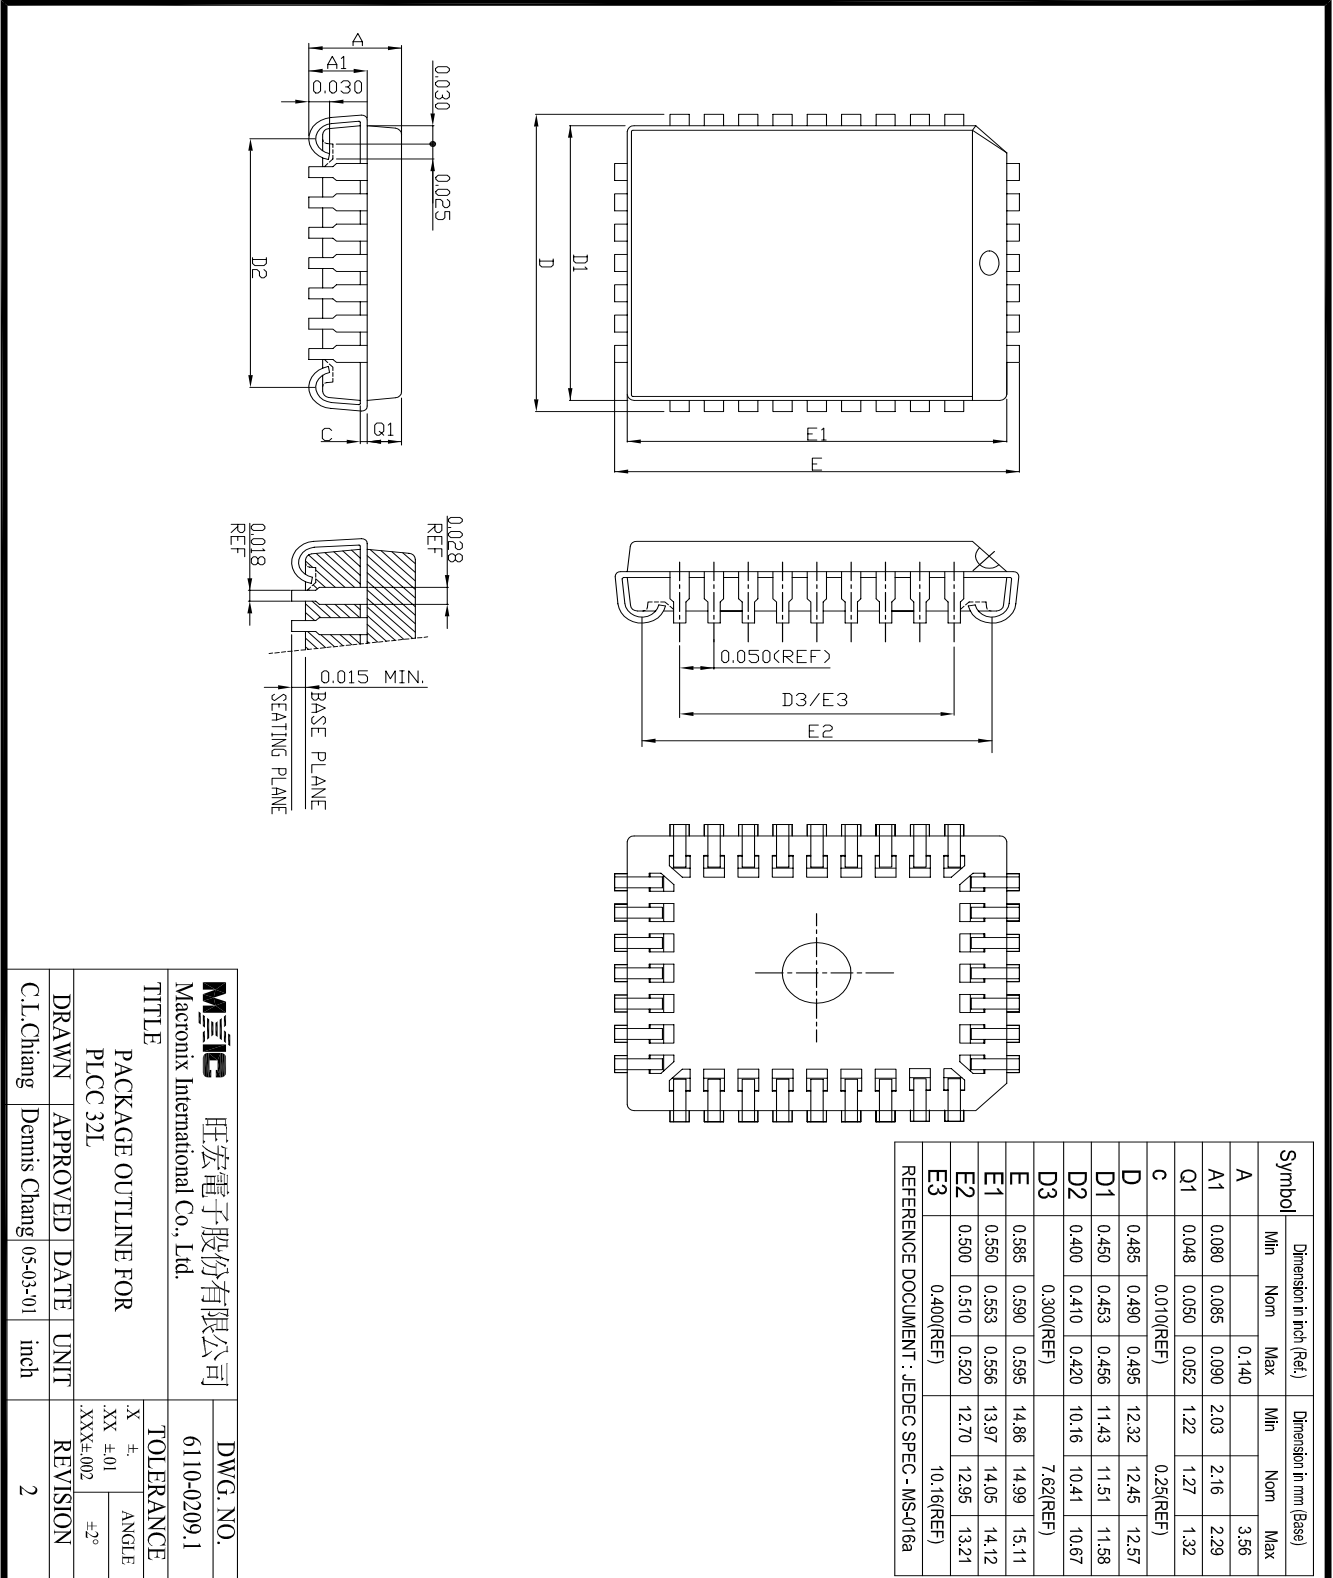 A
A1
0.030
0.030
0.025
D2
C
Q1
D
D1
E1
E
0.018
REF
0.028
REF
0.015 MIN.
BASE PLANE
SEATING PLANE
0.050(REF)
D3/E3
E2
Symbol Dimension in inch (Ref.) Dimension in mm (Base)
Min Nom Max Min Nom Max
A 0.140 3.56
A1 0.080 0.085 0.090 2.03 2.16 2.29
Q1 0.048 0.050 0.052 1.22 1.27 1.32
C 0.010(REF) 0.25(REF)
D 0.485 0.490 0.495 12.32 12.45 12.57
D1 0.450 0.453 0.456 11.43 11.51 11.58
D2 0.400 0.410 0.420 10.16 10.41 10.67
D3 0.300(REF) 7.62(REF)
E 0.585 0.590 0.595 14.86 14.99 15.11
E1 0.550 0.553 0.556 13.97 14.05 14.12
E2 0.500 0.510 0.520 12.70 12.95 13.21
E3 0.400(REF) 10.16(REF)
REFERENCE DOCUMENT : JEDEC SPEC - MS-016a
MXIC 旺宏電子股份有限公司
Macronix International Co., Ltd.
DWG. NO.
6110-0209.1
TITLE
PACKAGE OUTLINE FOR
PLCC 32L
TOLERANCE
.X ±.
.XX ±.01
.XXX±.002
ANGLE
±2°
DRAWN APPROVED DATE UNIT REVISION
C.L.Chiang Dennis Chang 05-03-'01 inch 2